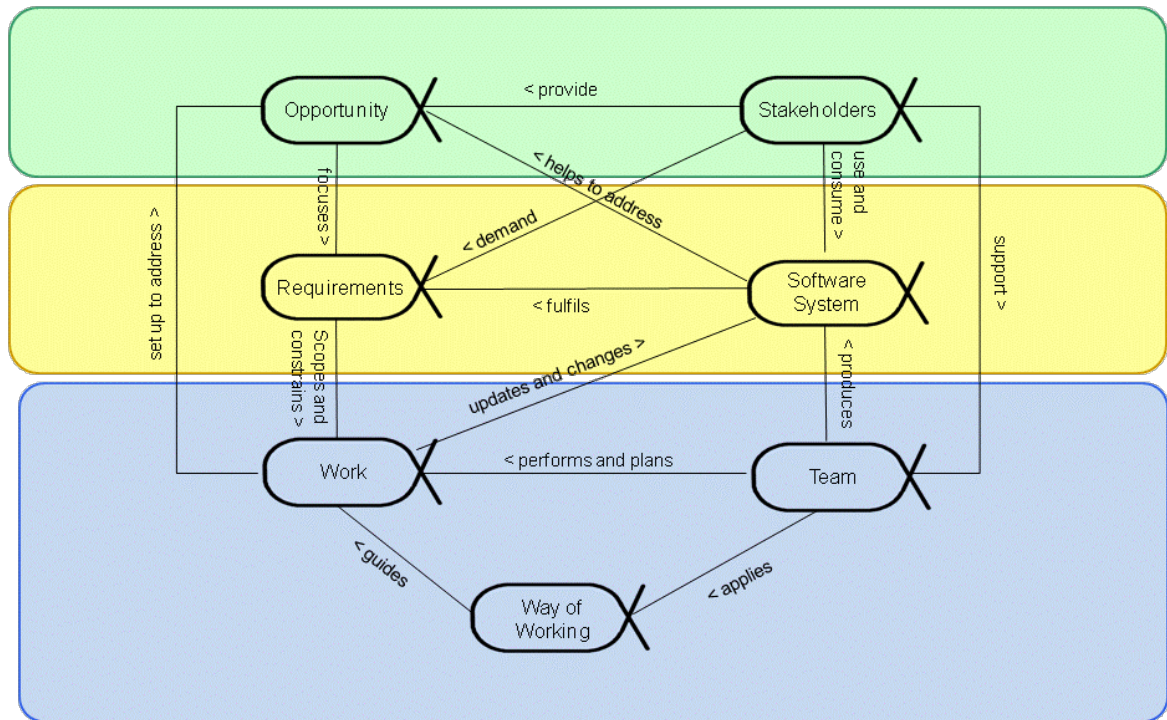 Opportunity
< provide
Stakeholders
focuses >
< helps to address
use and
consume >
< demand
set up to address >
support >
Requirements
< fulfils
Software
System
Scopes and
constrains >
updates and changes >
< produces
Work
< performs and plans
Team
< guides
< applies
Way of
Working